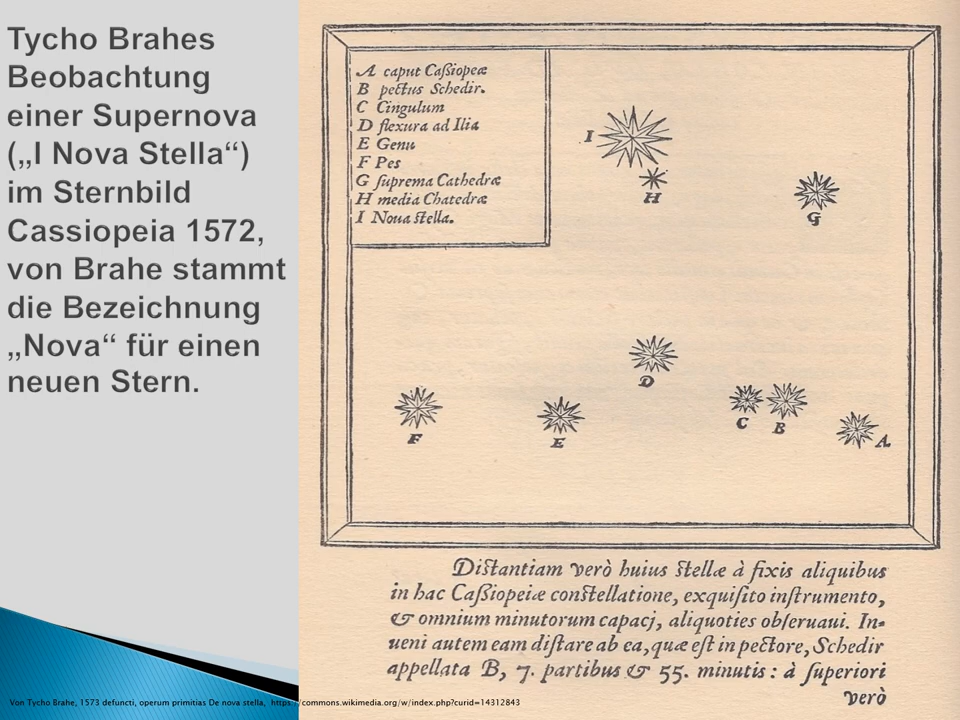 Tycho Brahes
Beobachtung
einer Supernova
(„I Nova Stella“)
im Sternbild
Cassiopeia 1572,
von Brahe stammt
die Bezeichnung
„Nova“ für einen
neuen Stern.
A caput Caßiopeæ
B pectus Schedir.
C Cingulum
D flexura ad Ilia
E Genu
F Pes
G ſuprema Cathedræ
H media Chatedræ
I Noua ſtella.
I
H
G
D
F
E
C
B
A
Diſtantiam verò huius ſtellæ à fixis aliquibus
in hac Caßiopeiæ conſtellatione, exquiſito inſtrumento,
& omnium minutorum capacj, aliquoties obſeruaui. In=
ueni autem eam diſtare ab ea, quæ eſt in pectore, Schedir
appellata B, 7. partibus & 55. minutis : à ſuperiori
verò
Von Tycho Brahe, 1573 defuncti, operum primitias De nova stella, https://commons.wikimedia.org/w/index.php?curid=14312843